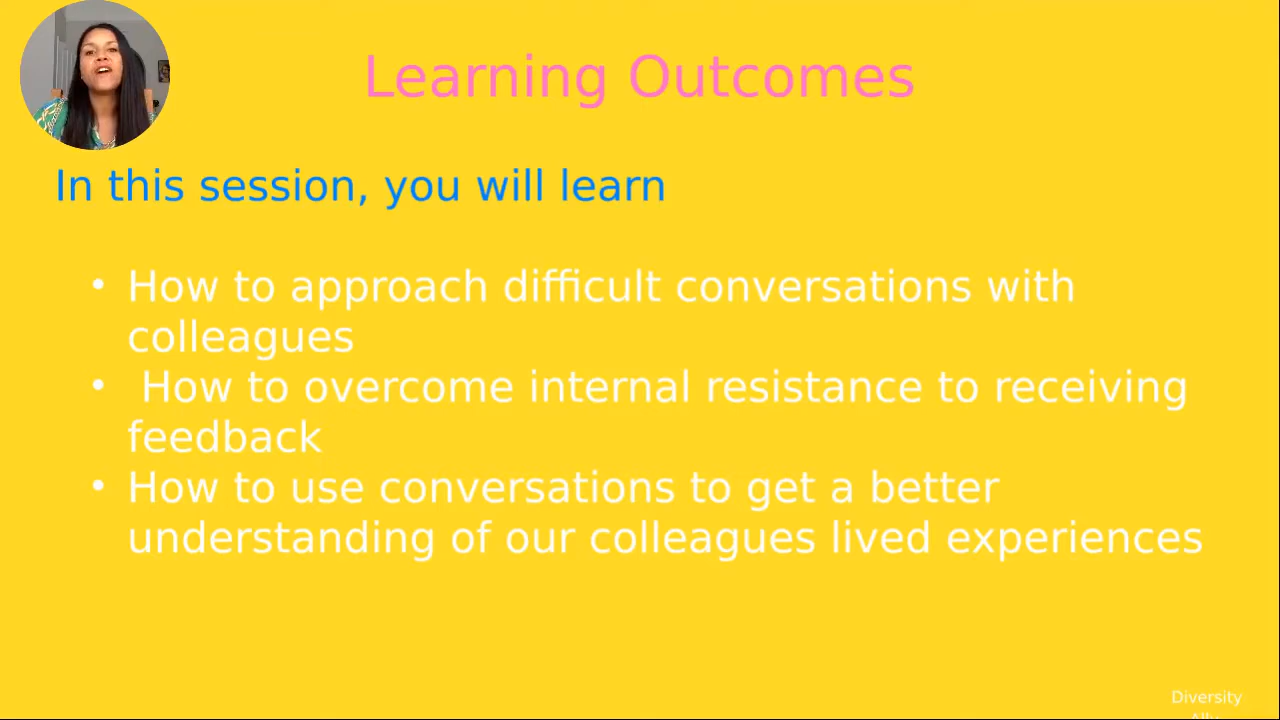 Learning Outcomes
In this session, you will learn
• How to approach difficult conversations with
colleagues
• How to overcome internal resistance to receiving
feedback
• How to use conversations to get a better
understanding of our colleagues lived experiences
Diversity
Ally